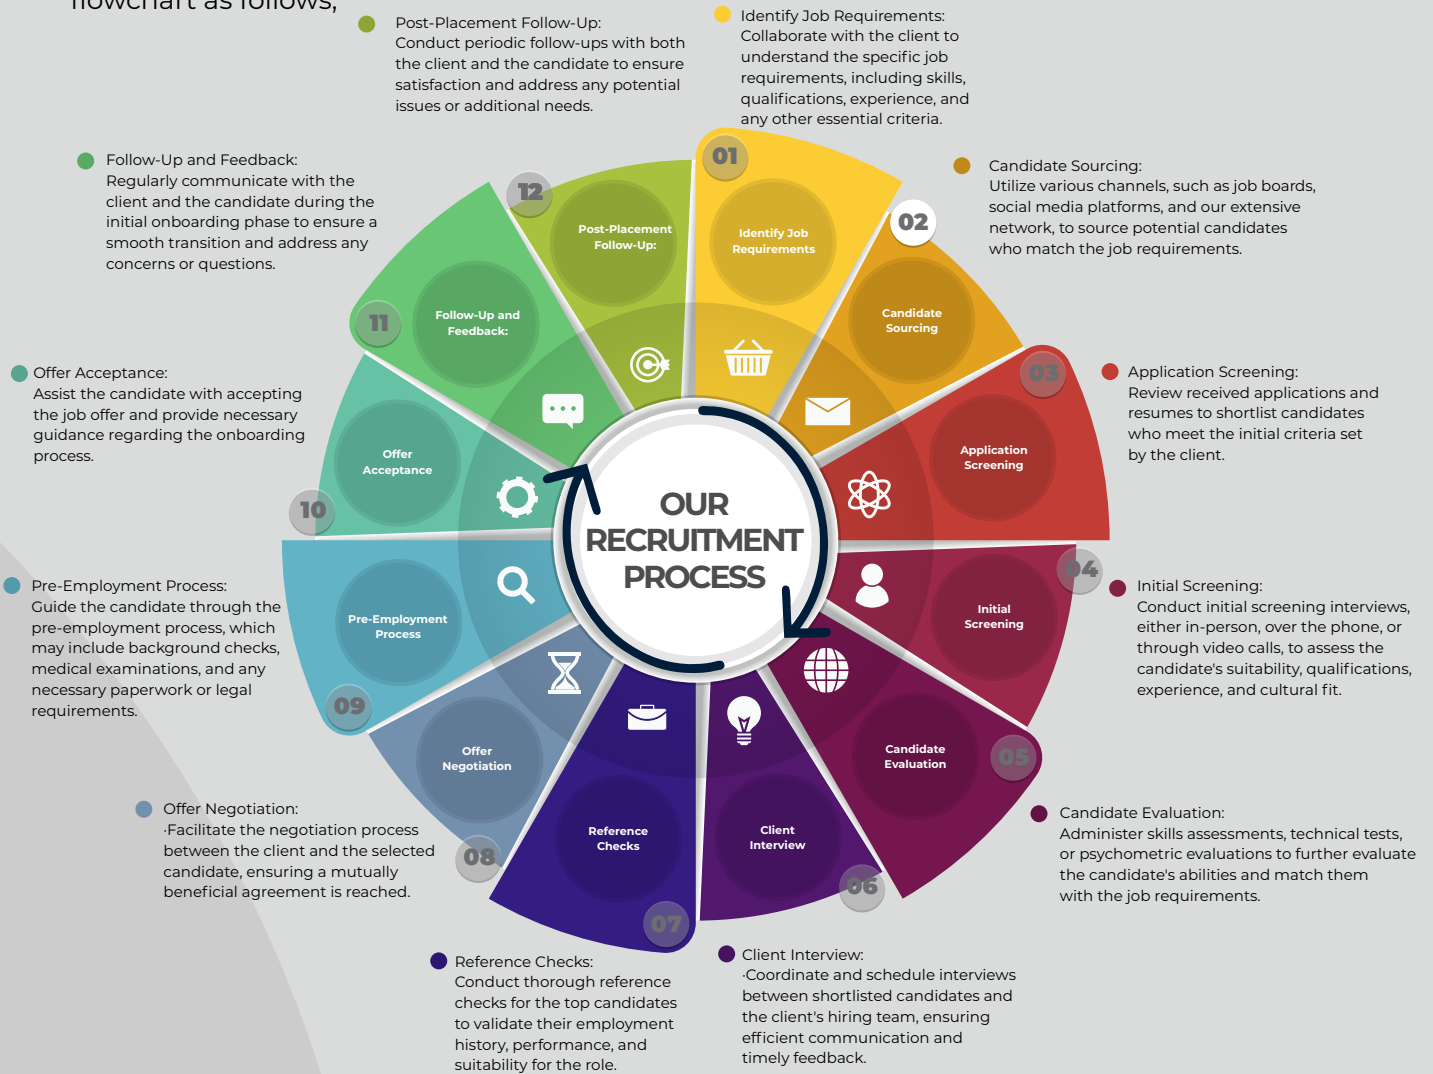 flowchart as follows,
Post-Placement Follow-Up:
Conduct periodic follow-ups with both
the client and the candidate to ensure
satisfaction and address any potential
issues or additional needs.
Identify Job Requirements:
Collaborate with the client to
understand the specific job
requirements, including skills,
qualifications, experience, and
any other essential criteria.
Follow-Up and Feedback:
Regularly communicate with the
client and the candidate during the
initial onboarding phase to ensure a
smooth transition and address any
concerns or questions.
Candidate Sourcing:
Utilize various channels, such as job boards,
social media platforms, and our extensive
network, to source potential candidates
who match the job requirements.
Offer Acceptance:
Assist the candidate with accepting
the job offer and provide necessary
guidance regarding the onboarding
process.
Application Screening:
Review received applications and
resumes to shortlist candidates
who meet the initial criteria set
by the client.
Pre-Employment Process:
Guide the candidate through the
pre-employment process, which
may include background checks,
medical examinations, and any
necessary paperwork or legal
requirements.
Initial Screening:
Conduct initial screening interviews,
either in-person, over the phone, or
through video calls, to assess the
candidate's suitability, qualifications,
experience, and cultural fit.
Offer Negotiation:
·Facilitate the negotiation process
between the client and the selected
candidate, ensuring a mutually
beneficial agreement is reached.
Candidate Evaluation:
Administer skills assessments, technical tests,
or psychometric evaluations to further evaluate
the candidate's abilities and match them
with the job requirements.
Reference Checks:
Conduct thorough reference
checks for the top candidates
to validate their employment
history, performance, and
suitability for the role.
Client Interview:
·Coordinate and schedule interviews
between shortlisted candidates and
the client's hiring team, ensuring
efficient communication and
timely feedback.
OUR
RECRUITMENT
PROCESS
01
Identify Job
Requirements
02
Candidate
Sourcing
03
Application
Screening
04
Initial
Screening
05
Candidate
Evaluation
06
Client
Interview
07
Reference
Checks
08
Offer
Negotiation
09
Pre-Employment
Process
10
Offer
Acceptance
11
Follow-Up and
Feedback:
12
Post-Placement
Follow-Up: